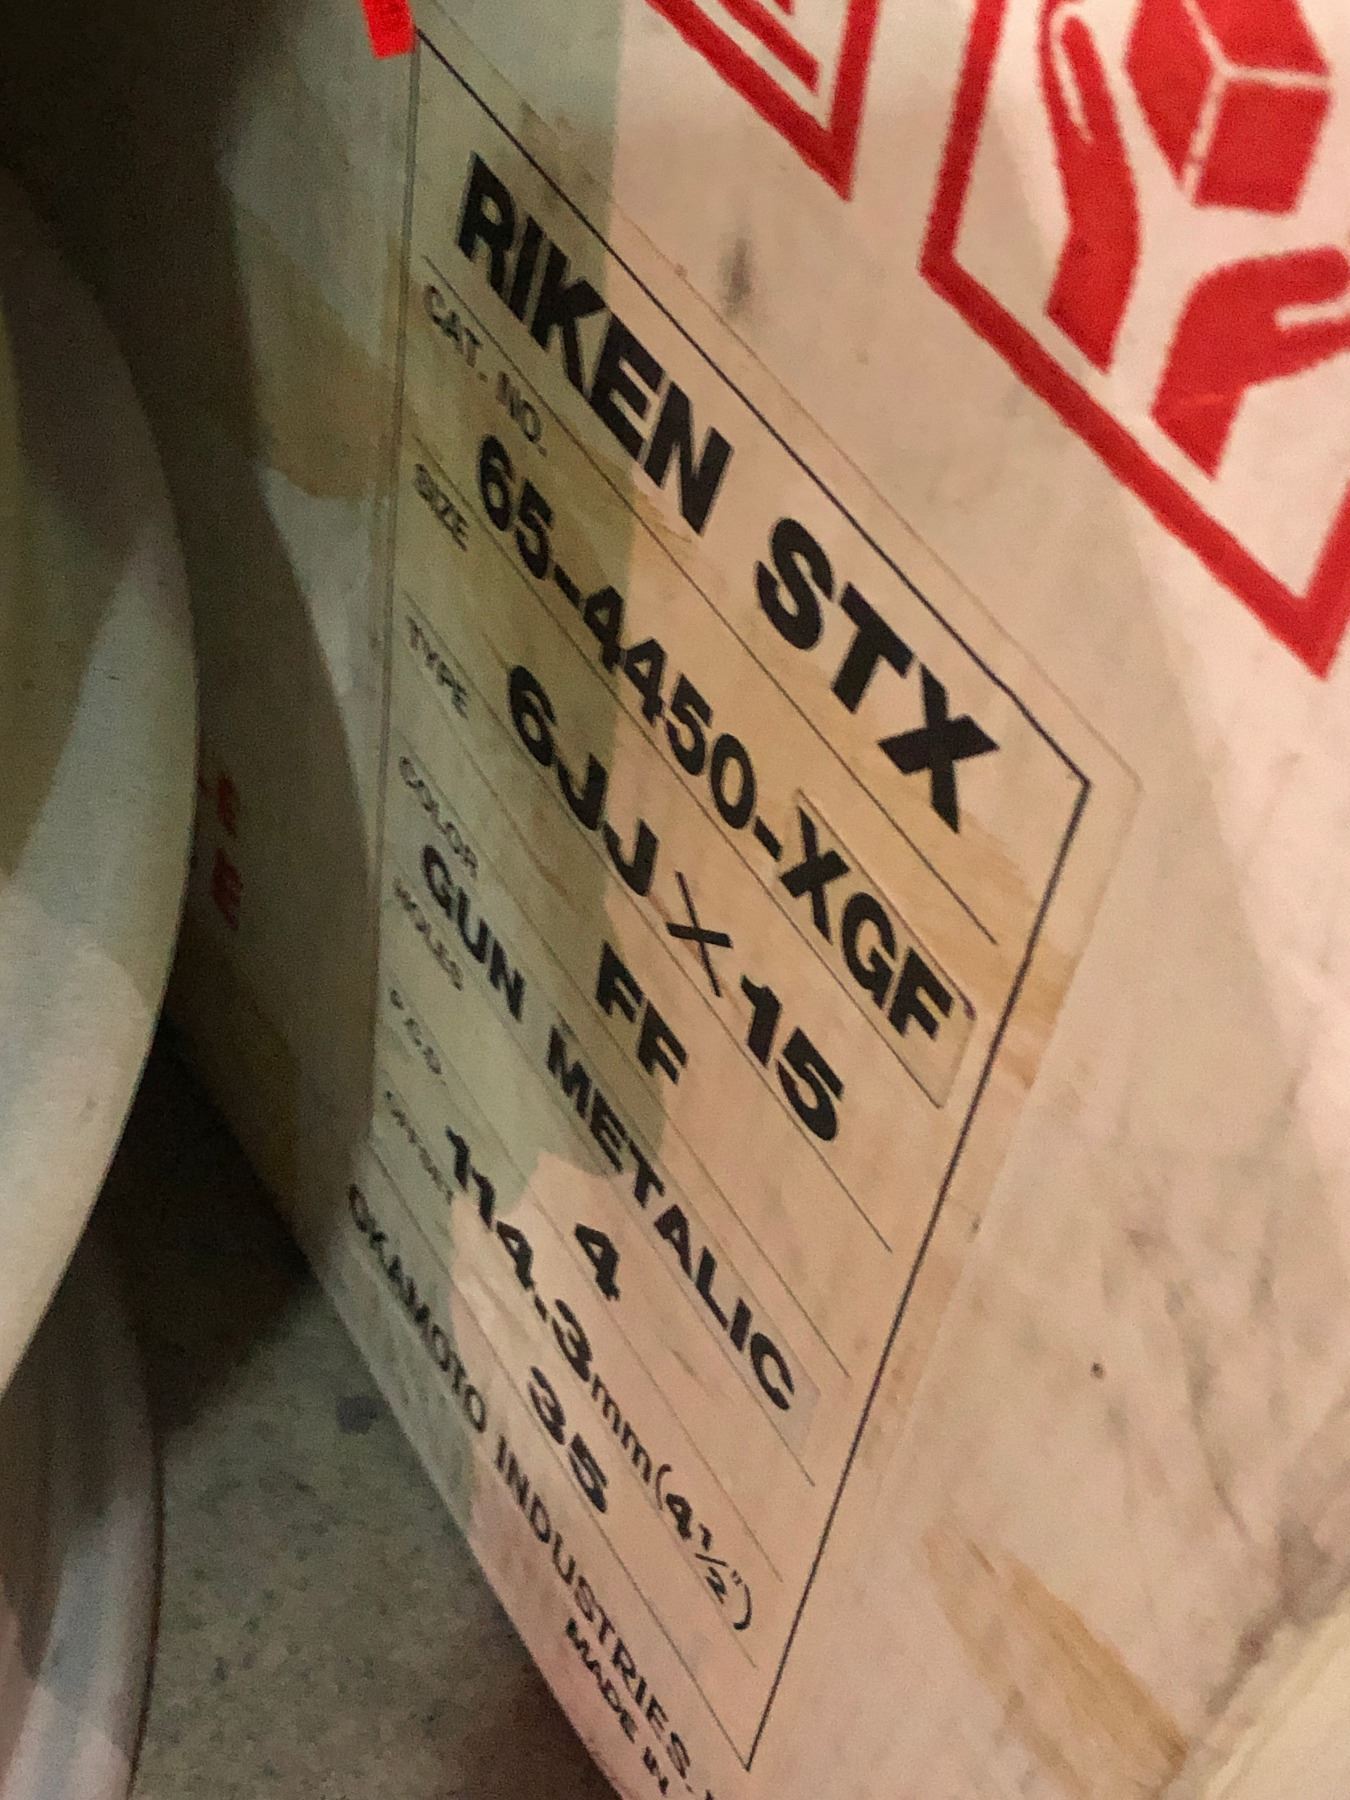 RIKEN STX
CAT. NO. 65-4450-XGF
SIZE 6JJ×15
TYPE FF
COLOR GUN METALIC
HOLES 4
P.C.D. 114.3mm(4½")
OFFSET 35
OKAMOTO INDUSTRIES.
MADE IN